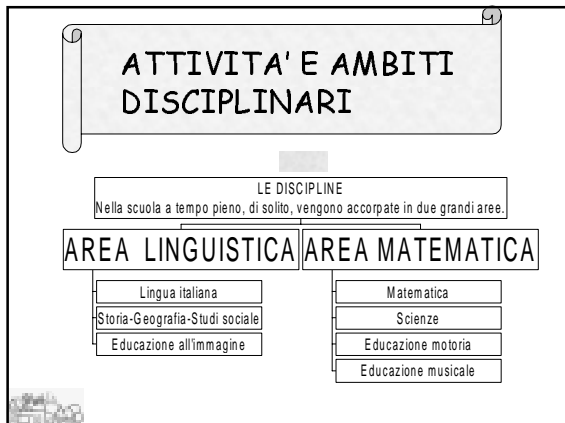 ATTIVITA' E AMBITI
DISCIPLINARI
LE DISCIPLINE
Nella scuola a tempo pieno, di solito, vengono accorpate in due grandi aree.
AREA LINGUISTICA
Lingua italiana
Storia-Geografia-Studi sociale
Educazione all'immagine
AREA MATEMATICA
Matematica
Scienze
Educazione motoria
Educazione musicale